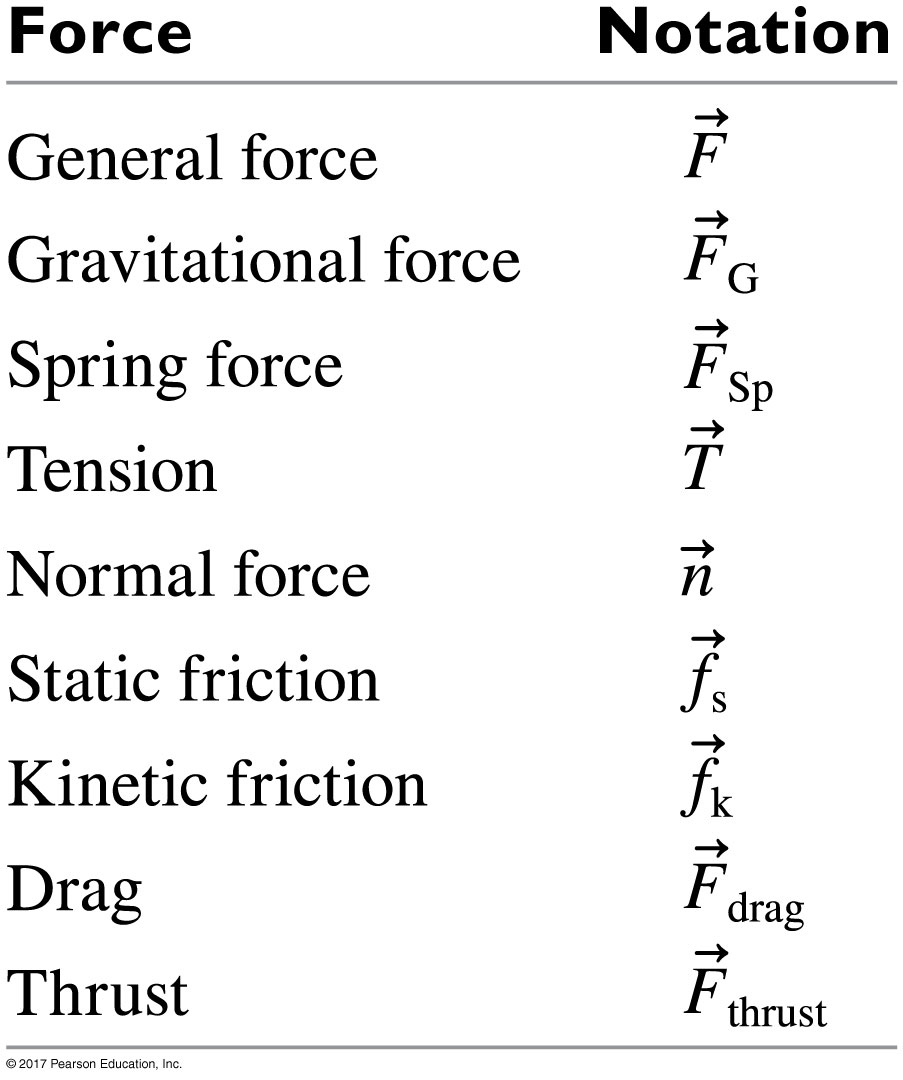 Force Notation
General force $\vec{F}$
Gravitational force $\vec{F}_{\text{G}}$
Spring force $\vec{F}_{\text{Sp}}$
Tension $\vec{T}$
Normal force $\vec{n}$
Static friction $\vec{f}_{\text{s}}$
Kinetic friction $\vec{f}_{\text{k}}$
Drag $\vec{F}_{\text{drag}}$
Thrust $\vec{F}_{\text{thrust}}$
© 2017 Pearson Education, Inc.